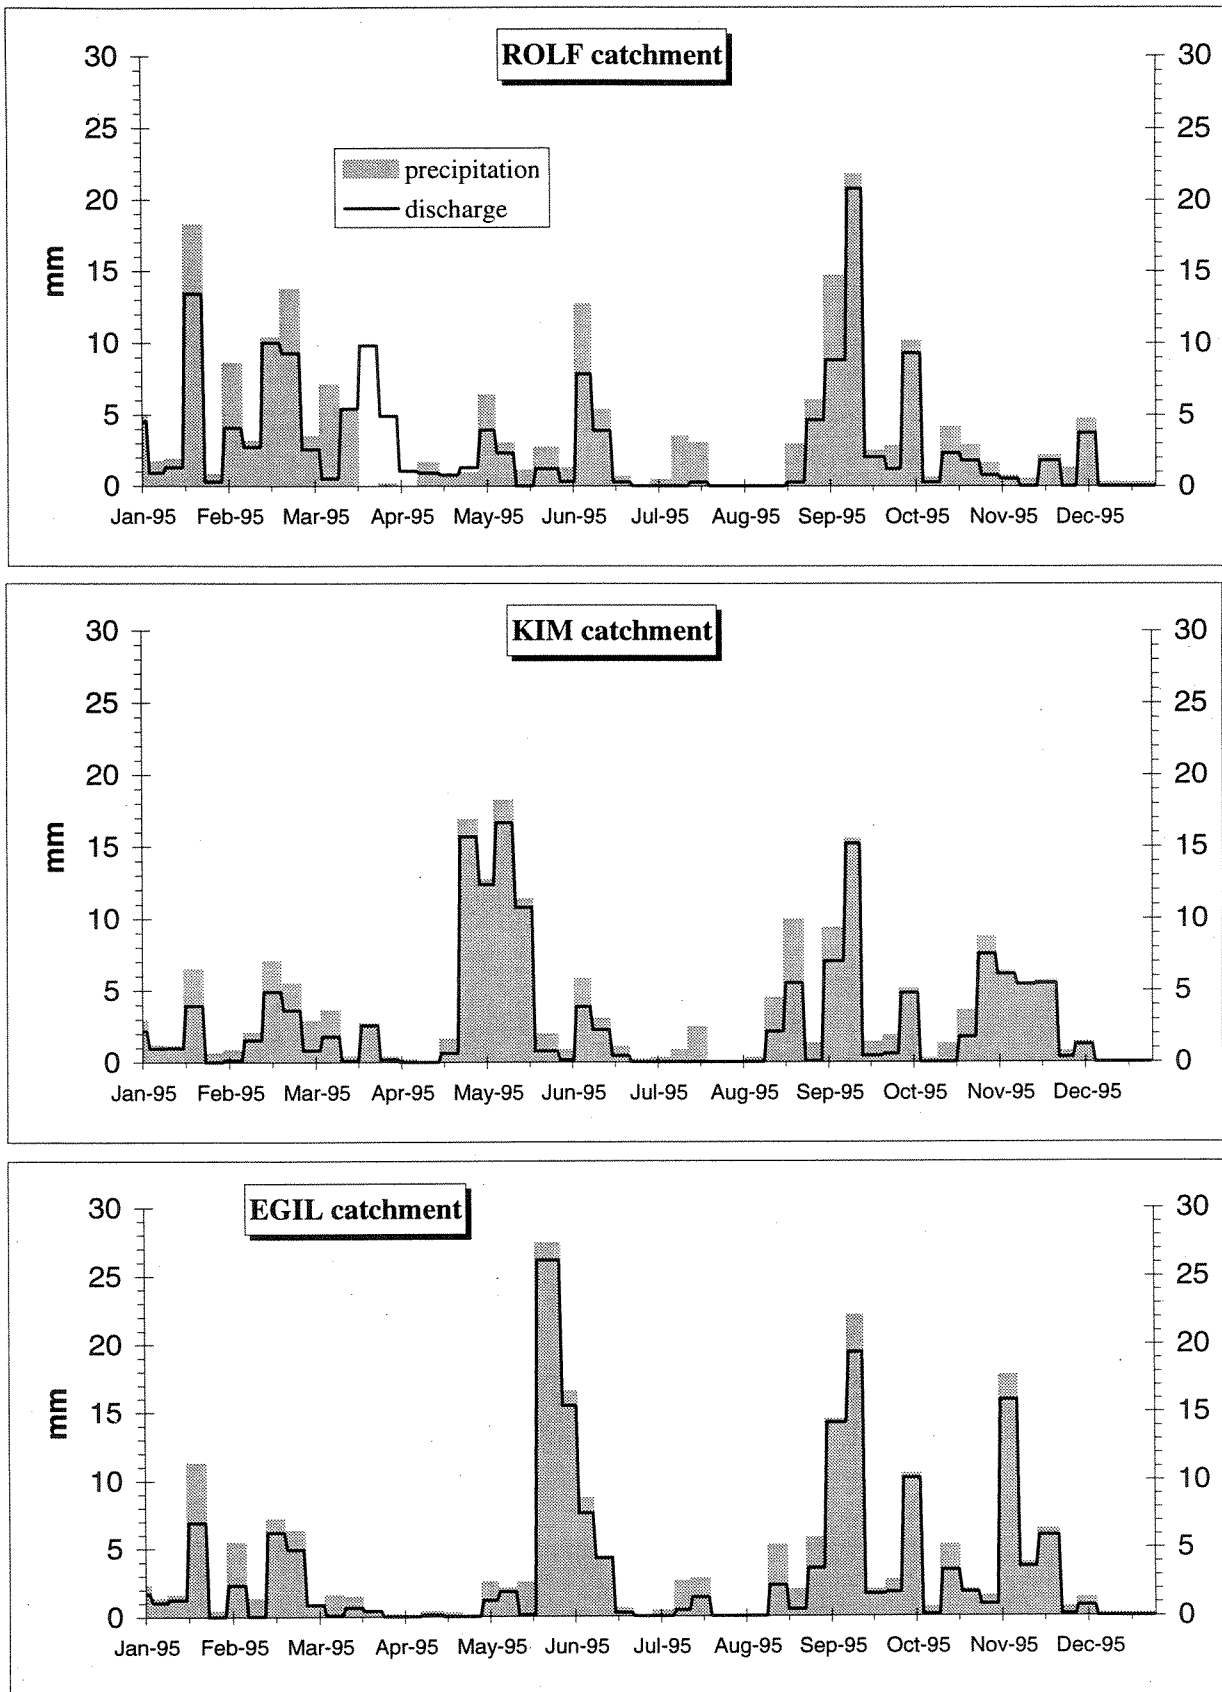 ROLF catchment
30 30
25 25
precipitation
discharge
20 20
mm
15 15
10 10
5 5
0 0
Jan-95 Feb-95 Mar-95 Apr-95 May-95 Jun-95 Jul-95 Aug-95 Sep-95 Oct-95 Nov-95 Dec-95
KIM catchment
30 30
25 25
20 20
mm
15 15
10 10
5 5
0 0
Jan-95 Feb-95 Mar-95 Apr-95 May-95 Jun-95 Jul-95 Aug-95 Sep-95 Oct-95 Nov-95 Dec-95
EGIL catchment
30 30
25 25
20 20
mm
15 15
10 10
5 5
0 0
Jan-95 Feb-95 Mar-95 Apr-95 May-95 Jun-95 Jul-95 Aug-95 Sep-95 Oct-95 Nov-95 Dec-95